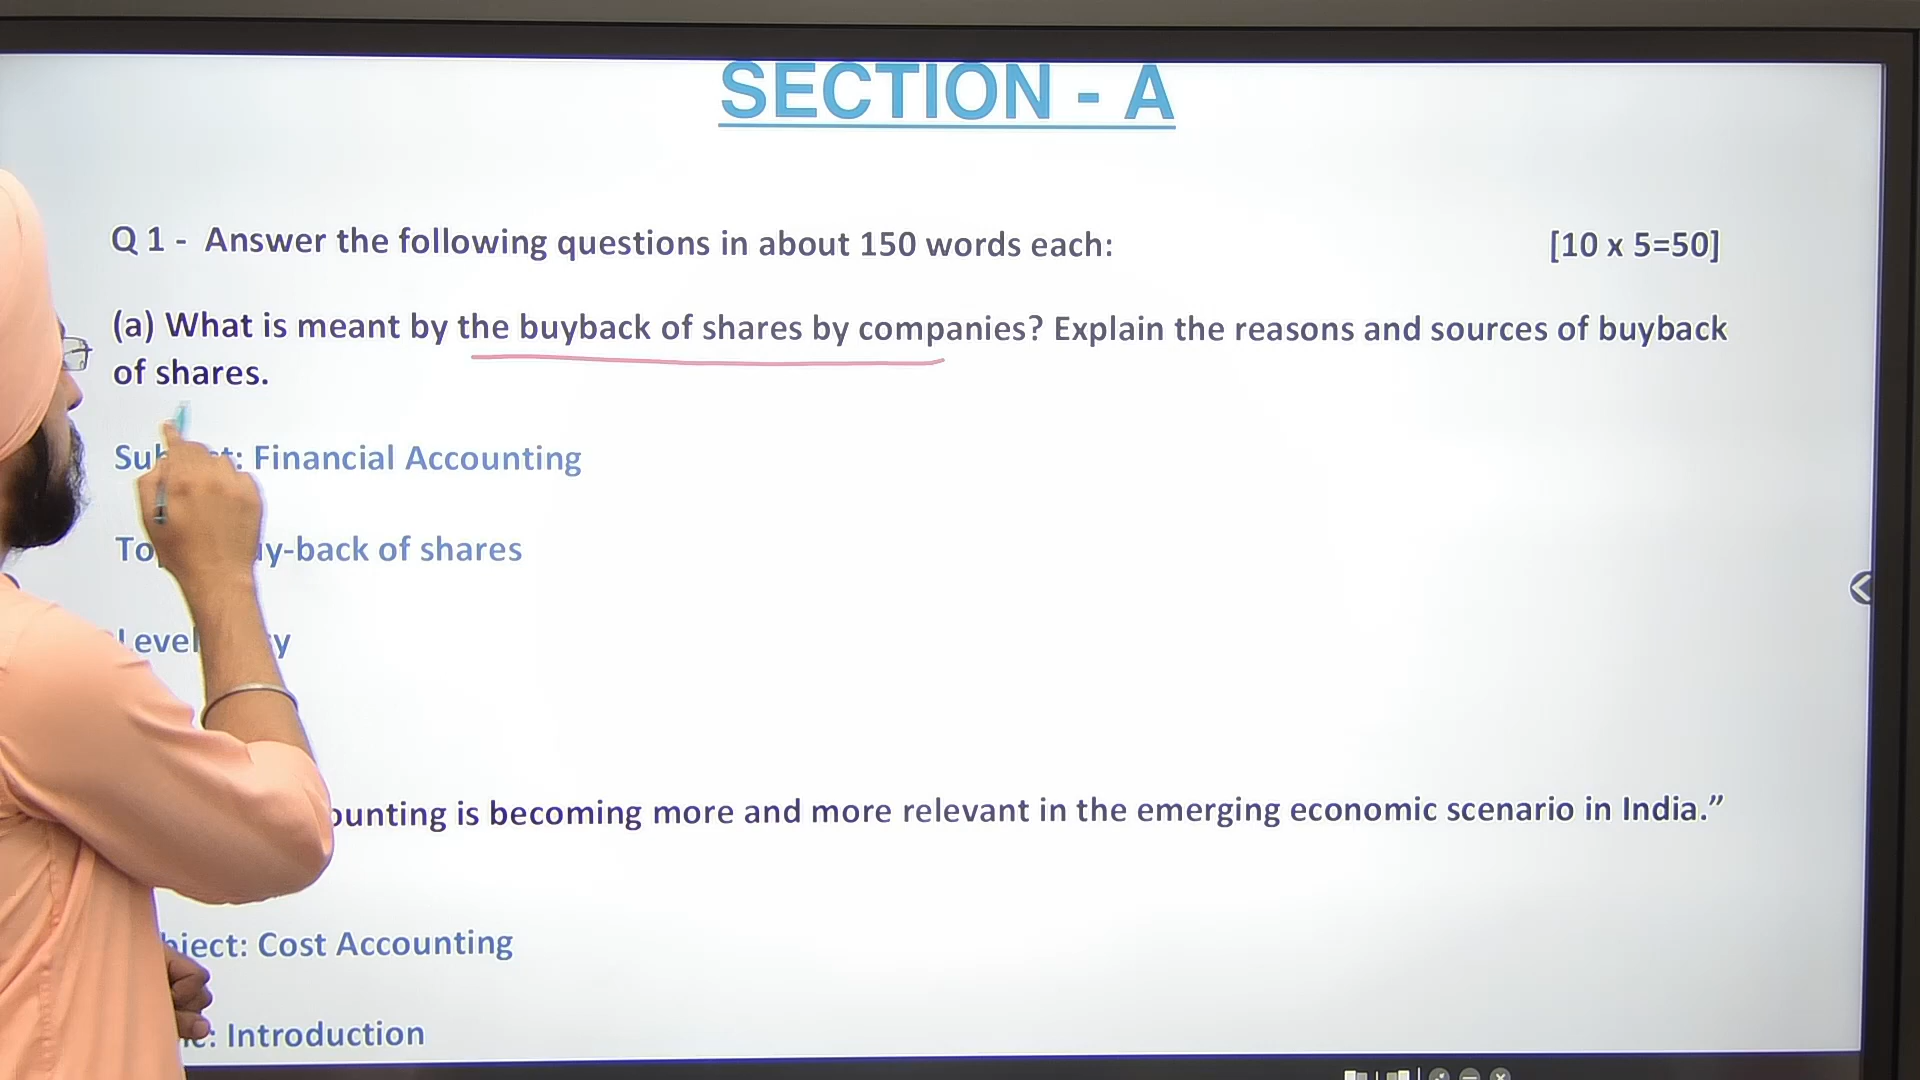 SECTION - A
Q 1 - Answer the following questions in about 150 words each: [10 x 5=50]
(a) What is meant by the buyback of shares by companies? Explain the reasons and sources of buyback
of shares.
Financial Accounting
of shares
Level
is becoming more and more relevant in the emerging economic scenario in India.”
Cost Accounting
Introduction